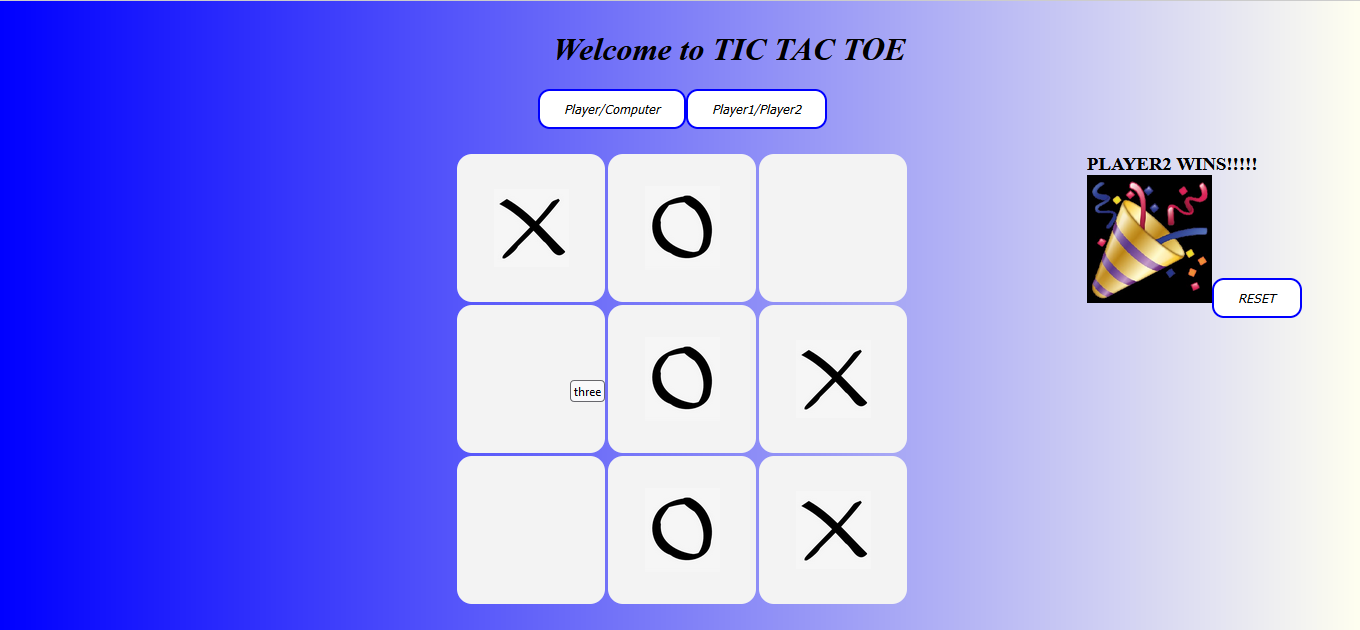 Welcome to TIC TAC TOE
Player/Computer
Player1/Player2
PLAYER2 WINS!!!!!
RESET
X O
three
O X
O X